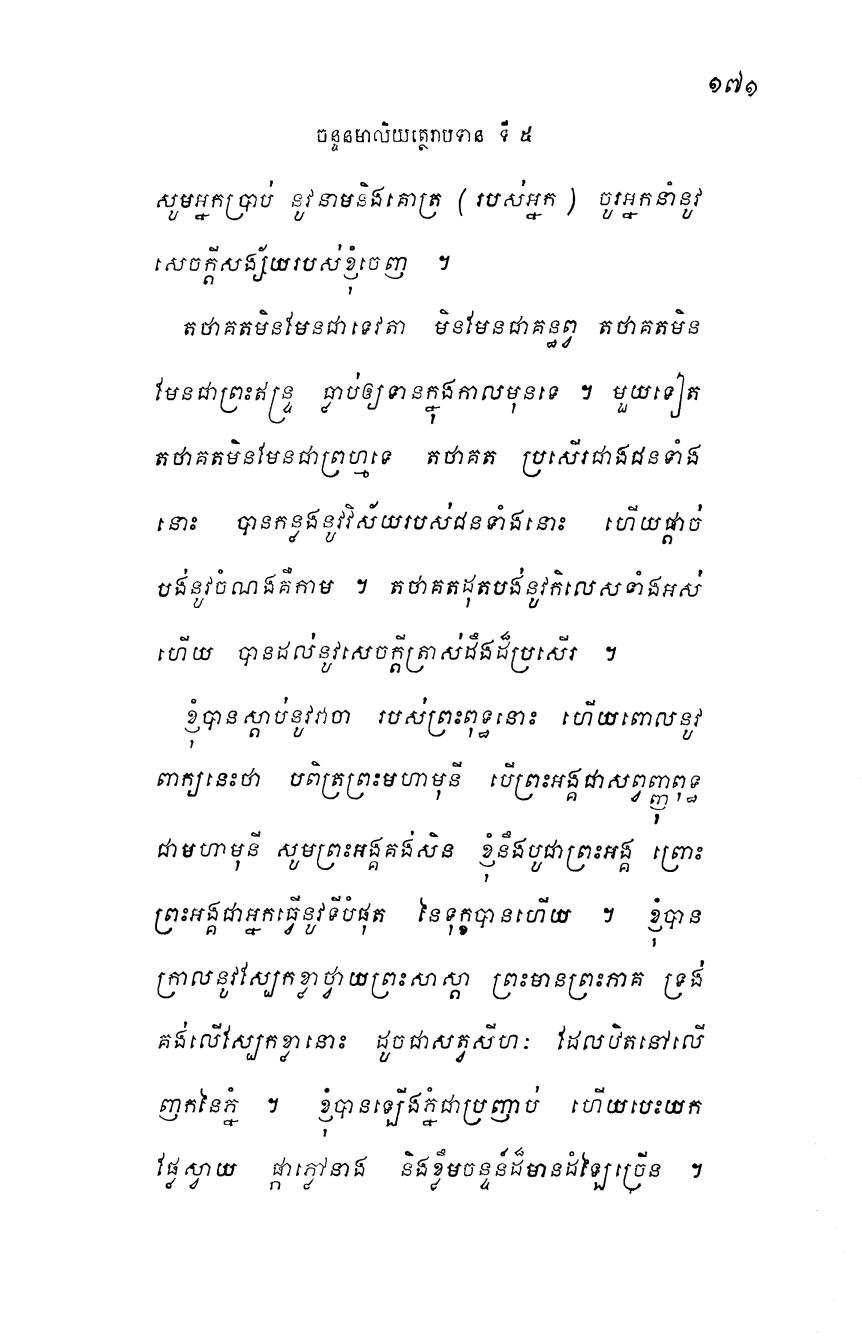 ១៧១
ចន្ទនមាលិយត្ថេរាបទាន ទី ៥
សូមអ្នកប្រាប់ នូវនាមនិងគោត្រ ( របស់អ្នក ) ចូរអ្នកនាំនូវ
សេចក្តីសង្ស័យរបស់ខ្ញុំចេញ ។
តថាគតមិនមែនជាទេវតា មិនមែនជាគន្ធព្វ តថាគតមិន
មែនជាព្រះឥន្ទ្រ ធ្លាប់ឲ្យទានក្នុងកាលមុនទេ ។ មួយទៀត
តថាគតមិនមែនជាព្រហ្មទេ តថាគត ប្រសើរជាងជនទាំង
នោះ បានកន្លងនូវវិស័យរបស់ជនទាំងនោះ ហើយផ្តាច់
បង់នូវចំណងគឺកាម ។ តថាគតដុតបង់នូវកិលេសទាំងអស់
ហើយ បានដល់នូវសេចក្តីត្រាស់ដឹងដ៏ប្រសើរ ។
ខ្ញុំបានស្តាប់នូវវាចា របស់ព្រះពុទ្ធនោះ ហើយពោលនូវ
ពាក្យនេះថា បពិត្រព្រះមហាមុនី បើព្រះអង្គជាសព្វញ្ញុពុទ្ធ
ជាមហាមុនី សូមព្រះអង្គគង់សិន ខ្ញុំនឹងបូជាព្រះអង្គ ព្រោះ
ព្រះអង្គជាអ្នកធ្វើនូវទីបំផុត នៃទុក្ខបានហើយ ។ ខ្ញុំបាន
ក្រាលនូវស្បែកខ្លាថ្វាយព្រះសាស្តា ព្រះមានព្រះភាគ ទ្រង់
គង់លើស្បែកខ្លានោះ ដូចជាសត្វសីហៈ ដែលឋិតនៅលើ
ញកនៃភ្នំ ។ ខ្ញុំបានឡើងភ្នំជាប្រញាប់ ហើយបេះយក
ផ្លែស្វាយ ផ្កាភ្លៅនាង និងខ្លឹមចន្ទន៍ដ៏មានដំឡៃច្រើន ។